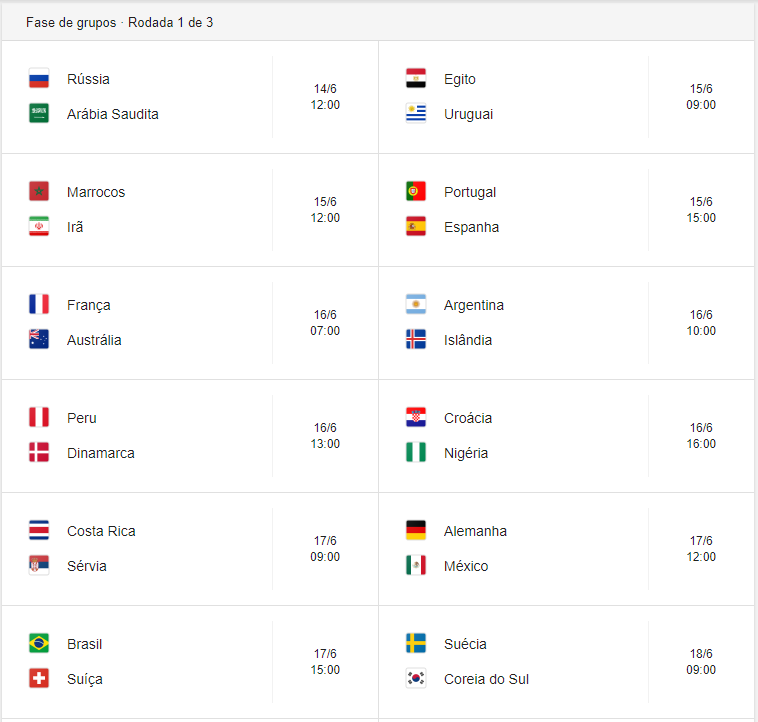 Fase de grupos · Rodada 1 de 3
Rússia
Arábia Saudita
14/6
12:00
Egito
Uruguai
15/6
09:00
Marrocos
Irã
15/6
12:00
Portugal
Espanha
15/6
15:00
França
Austrália
16/6
07:00
Argentina
Islândia
16/6
10:00
Peru
Dinamarca
16/6
13:00
Croácia
Nigéria
16/6
16:00
Costa Rica
Sérvia
17/6
09:00
Alemanha
México
17/6
12:00
Brasil
Suíça
17/6
15:00
Suécia
Coreia do Sul
18/6
09:00